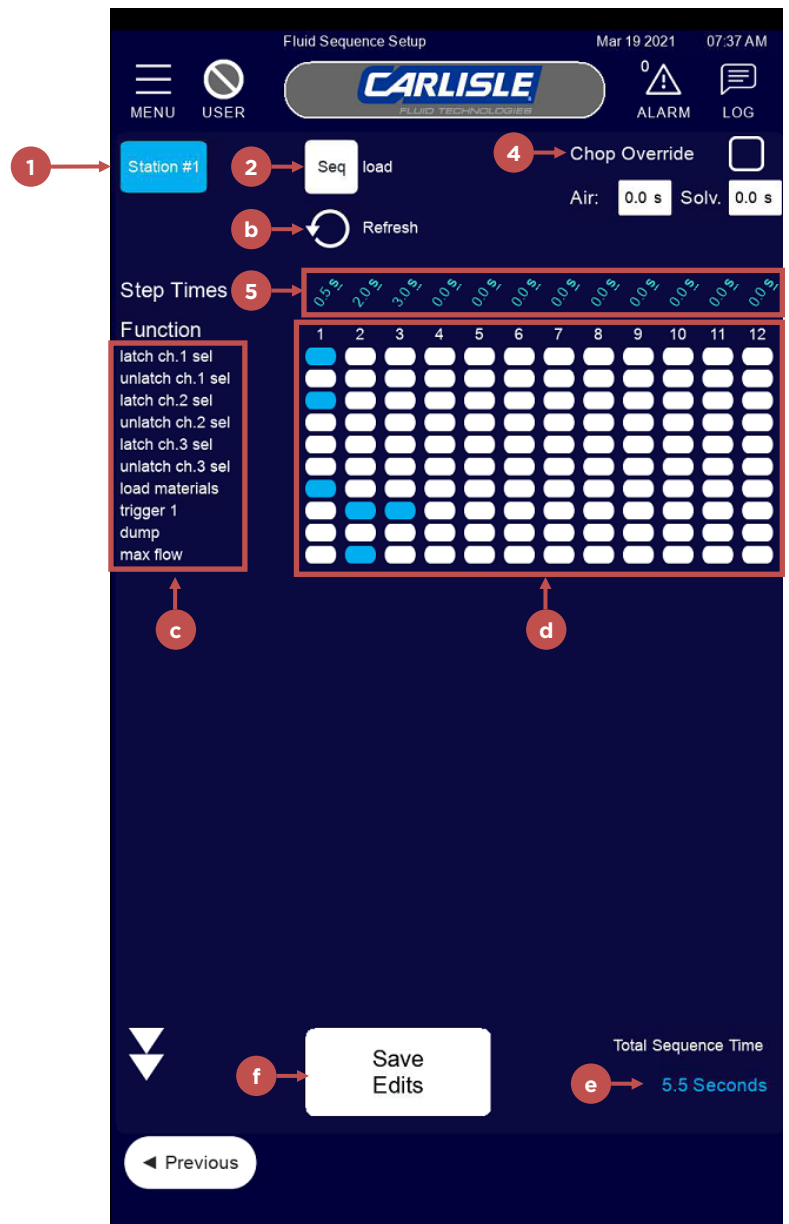 Fluid Sequence Setup Mar 19 2021 07:37 AM
MENU USER CARLISLE FLUID TECHNOLOGIES 0 ALARM LOG
1 Station #1 2 Seq load 4 Chop Override
Air: 0.0 s Solv. 0.0 s
b Refresh
Step Times 5 0.5 s. 2.0 s. 3.0 s. 0.0 s. 0.0 s. 0.0 s. 0.0 s. 0.0 s. 0.0 s. 0.0 s. 0.0 s. 0.0 s.
Function 1 2 3 4 5 6 7 8 9 10 11 12
latch ch.1 sel
unlatch ch.1 sel
latch ch.2 sel
unlatch ch.2 sel
latch ch.3 sel
unlatch ch.3 sel
load materials
trigger 1
dump
max flow
c d
Total Sequence Time
f Save
Edits
e 5.5 Seconds
◄ Previous